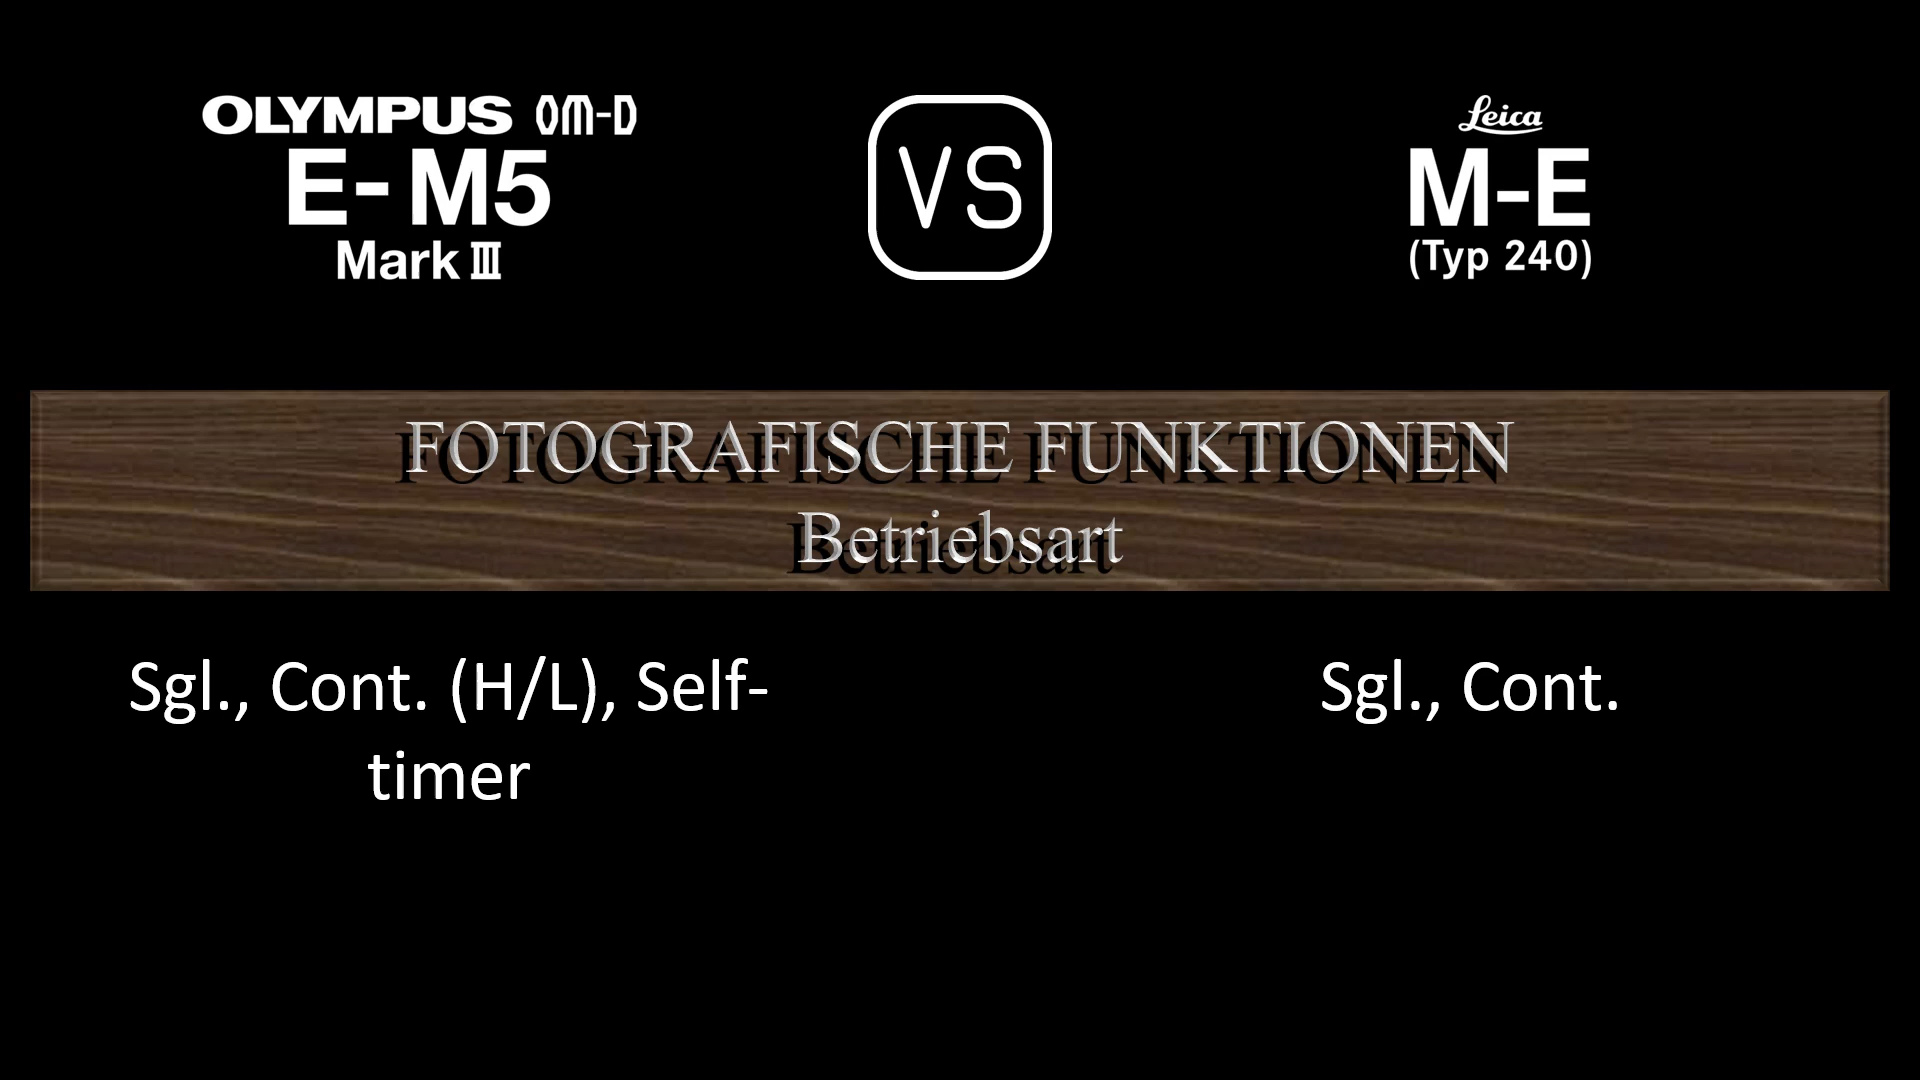 OLYMPUS OM-D
E-M5
Mark III
VS
Leica
M-E
(Typ 240)
FOTOGRAFISCHE FUNKTIONEN
Betriebsart
Sgl., Cont. (H/L), Self-
timer
Sgl., Cont.